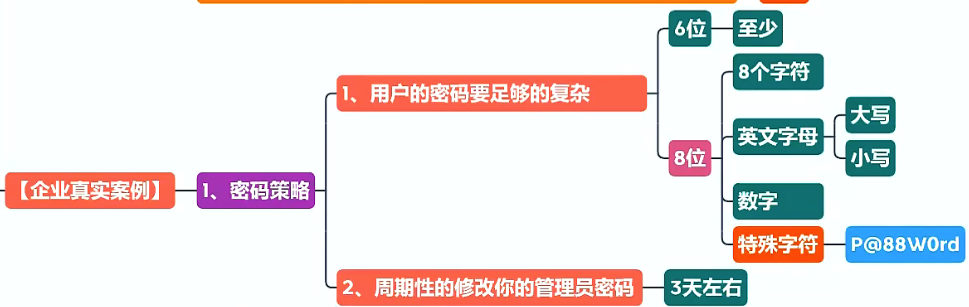 【企业真实案例】
1、密码策略
1、用户的密码要足够的复杂
6位
至少
8位
8个字符
英文字母
大写
小写
数字
特殊字符
P@88W0rd
2、周期性的修改你的管理员密码
3天左右